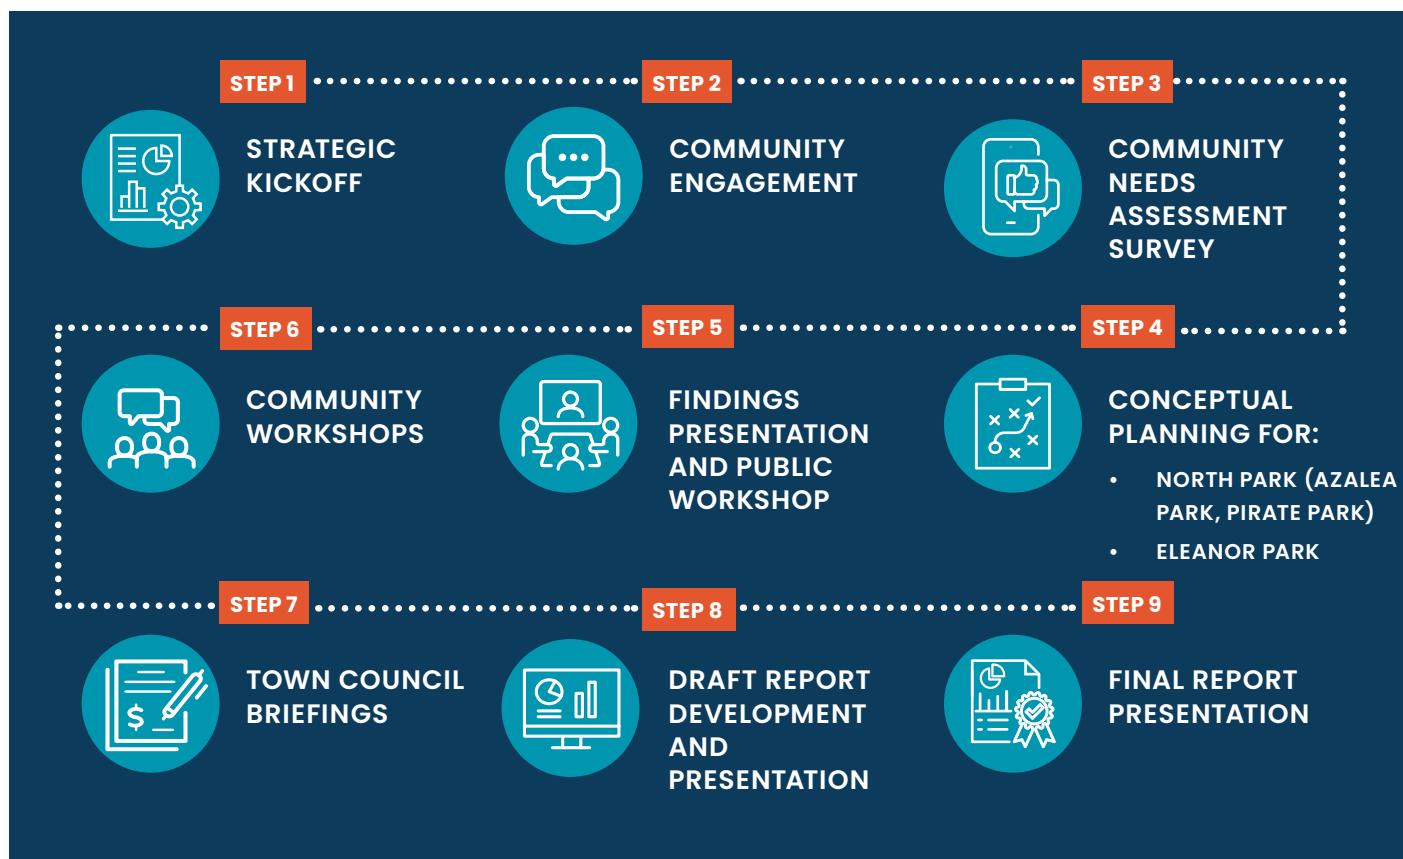 STEP 1
STRATEGIC
KICKOFF
STEP 2
COMMUNITY
ENGAGEMENT
STEP 3
COMMUNITY
NEEDS
ASSESSMENT
SURVEY
STEP 4
CONCEPTUAL
PLANNING FOR:
• NORTH PARK (AZALEA
PARK, PIRATE PARK)
• ELEANOR PARK
STEP 5
FINDINGS
PRESENTATION
AND PUBLIC
WORKSHOP
STEP 6
COMMUNITY
WORKSHOPS
STEP 7
$
TOWN COUNCIL
BRIEFINGS
STEP 8
DRAFT REPORT
DEVELOPMENT
AND
PRESENTATION
STEP 9
FINAL REPORT
PRESENTATION